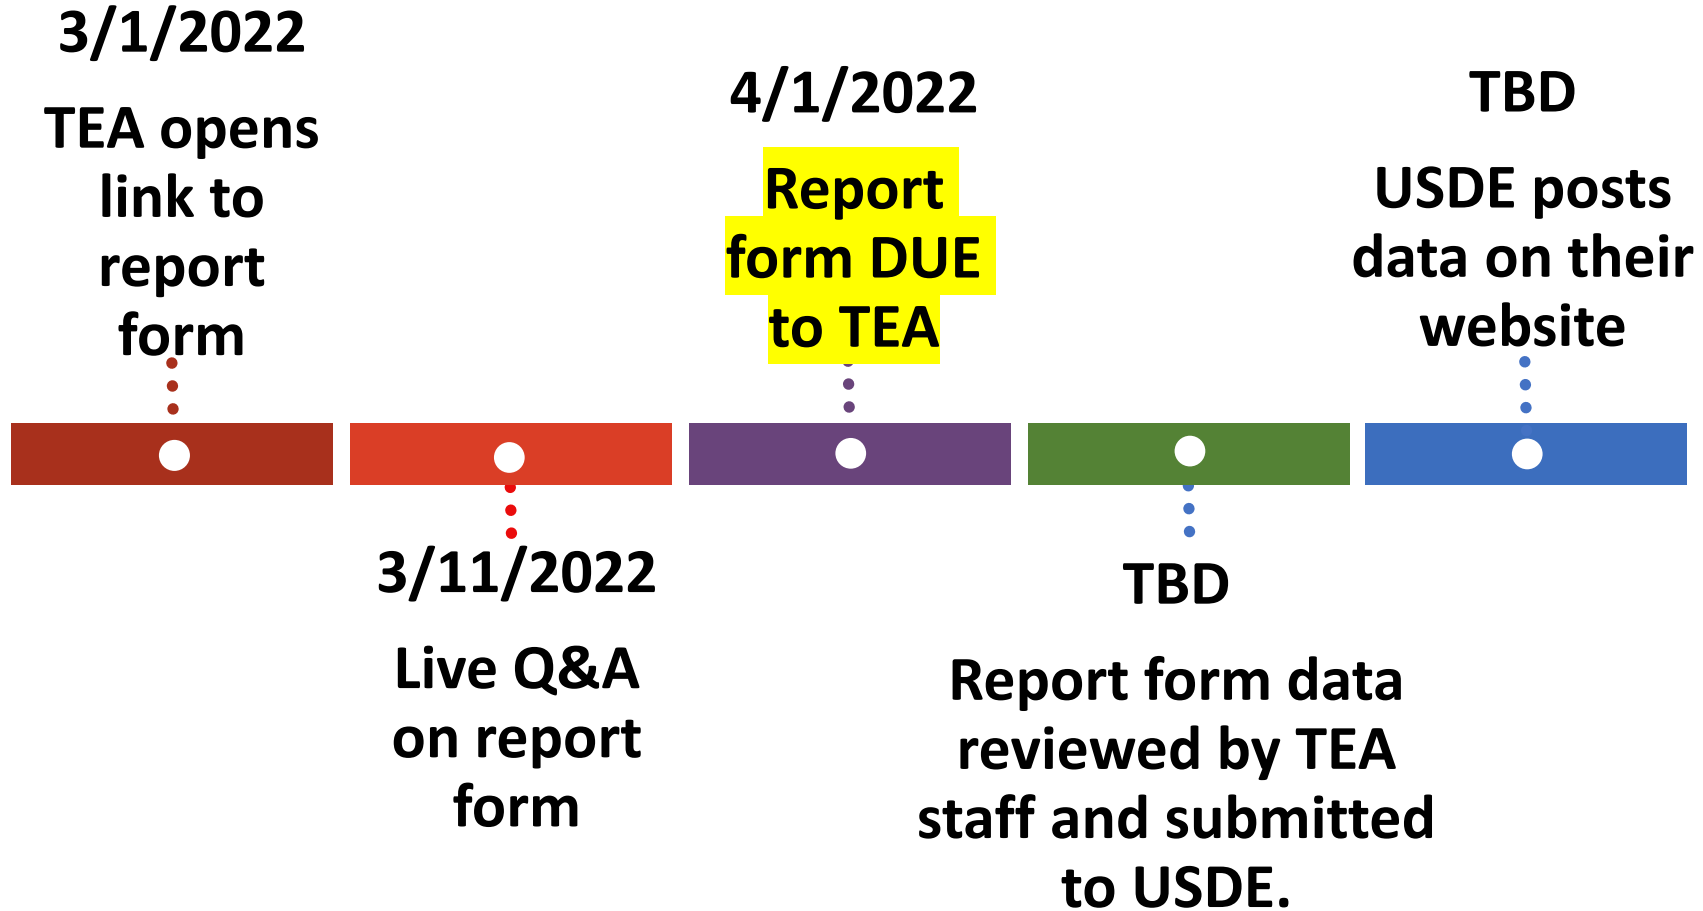 3/1/2022
TEA opens
link to
report
form
3/11/2022
Live Q&A
on report
form
4/1/2022
Report
form DUE
to TEA
TBD
Report form data
reviewed by TEA
staff and submitted
to USDE.
TBD
USDE posts
data on their
website